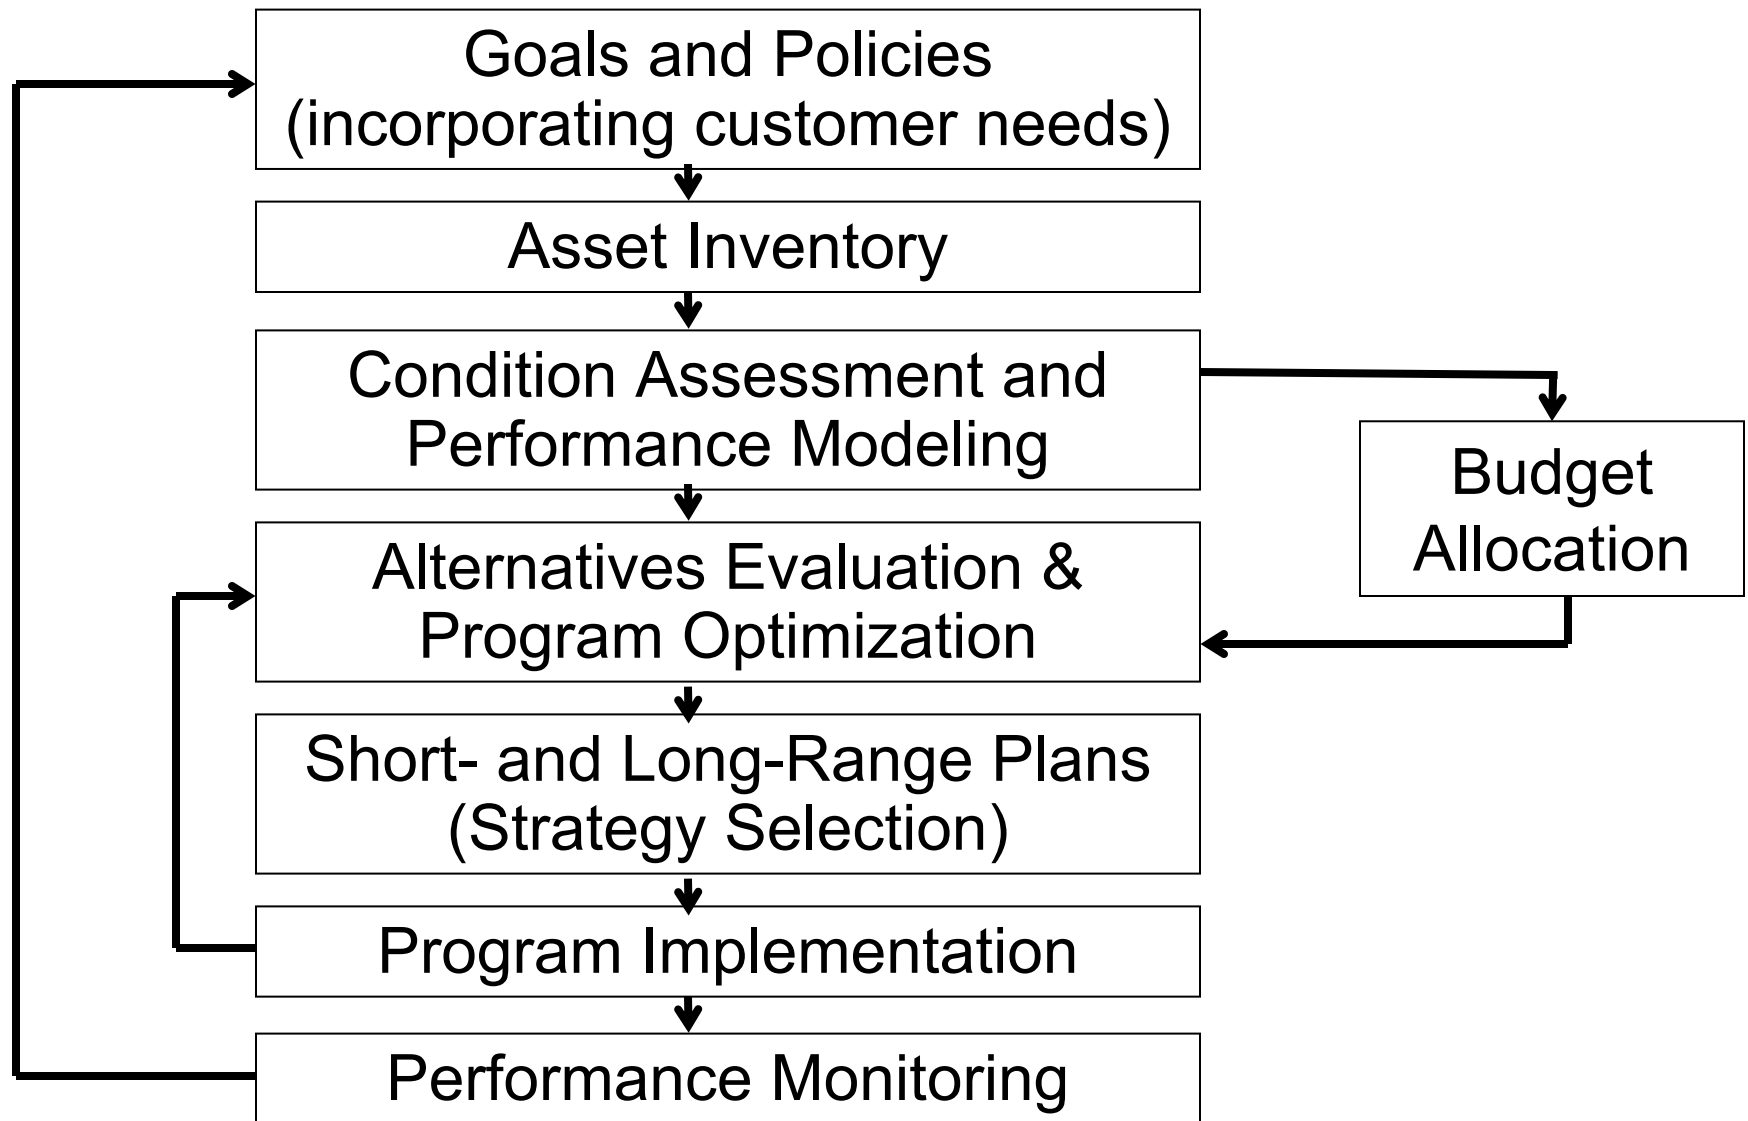 Goals and Policies
(incorporating customer needs)
Asset Inventory
Condition Assessment and
Performance Modeling
Budget
Allocation
Alternatives Evaluation &
Program Optimization
Short- and Long-Range Plans
(Strategy Selection)
Program Implementation
Performance Monitoring